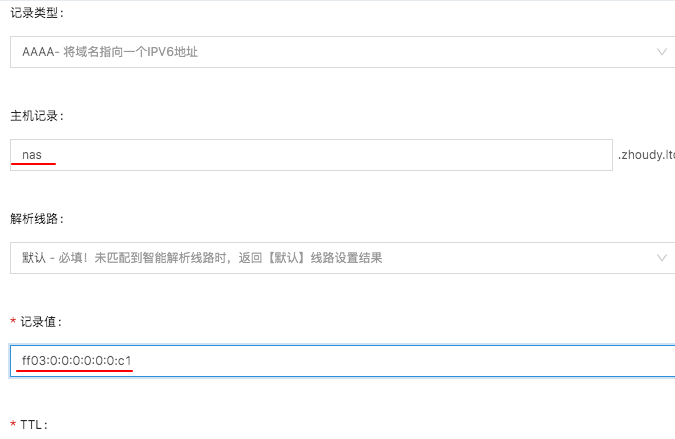 记录类型：
AAAA- 将域名指向一个IPV6地址
主机记录：
nas .zhoudy.ltd
解析线路：
默认 - 必填！未匹配到智能解析线路时，返回【默认】线路设置结果
* 记录值：
ff03:0:0:0:0:0:0:c1
* TTL：